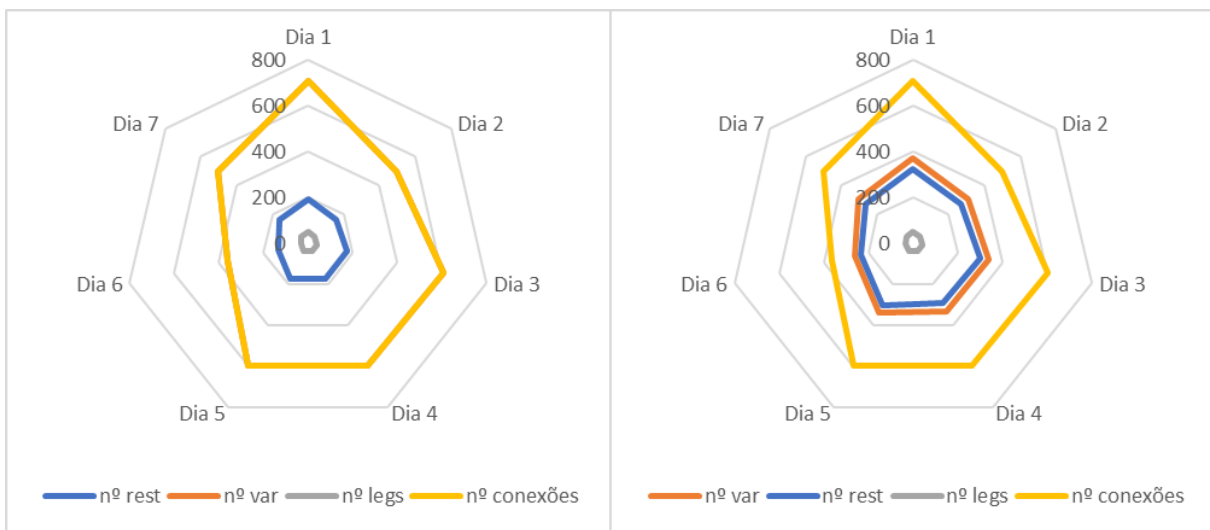 Dia 1
800
600
400
200
0
Dia 2
Dia 3
Dia 4
Dia 5
Dia 6
Dia 7
nº rest nº var nº legs nº conexões
Dia 1
800
600
400
200
0
Dia 2
Dia 3
Dia 4
Dia 5
Dia 6
Dia 7
nº var nº rest nº legs nº conexões